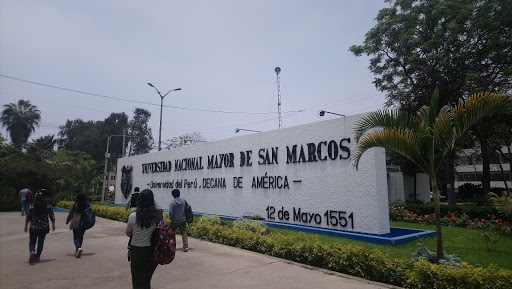 UNIVERSIDAD NACIONAL MAYOR DE SAN MARCOS
-Universidad del Perú, DECANA DE AMÉRICA-
12 de Mayo 1551